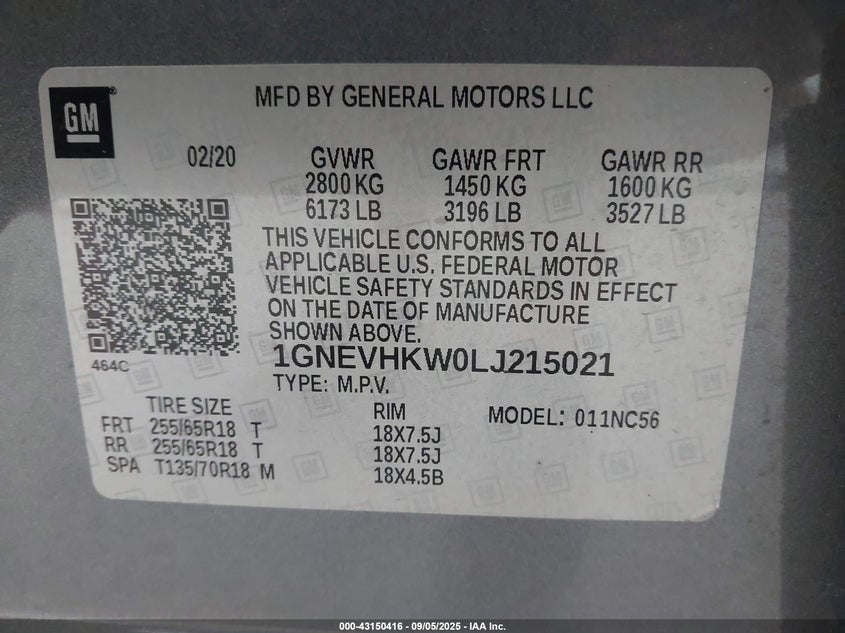 GM
MFD BY GENERAL MOTORS LLC
02/20 GVWR GAWR FRT GAWR RR
2800 KG 1450 KG 1600 KG
6173 LB 3196 LB 3527 LB
THIS VEHICLE CONFORMS TO ALL
APPLICABLE U.S. FEDERAL MOTOR
VEHICLE SAFETY STANDARDS IN EFFECT
ON THE DATE OF MANUFACTURE
SHOWN ABOVE.
464C
1GNEVHKW0LJ215021
TYPE: M.P.V.
TIRE SIZE RIM MODEL: 011NC56
FRT 255/65R18 T 18X7.5J
RR 255/65R18 T 18X7.5J
SPA T135/70R18 M 18X4.5B
000-43150416 - 09/05/2025 - IAA Inc.